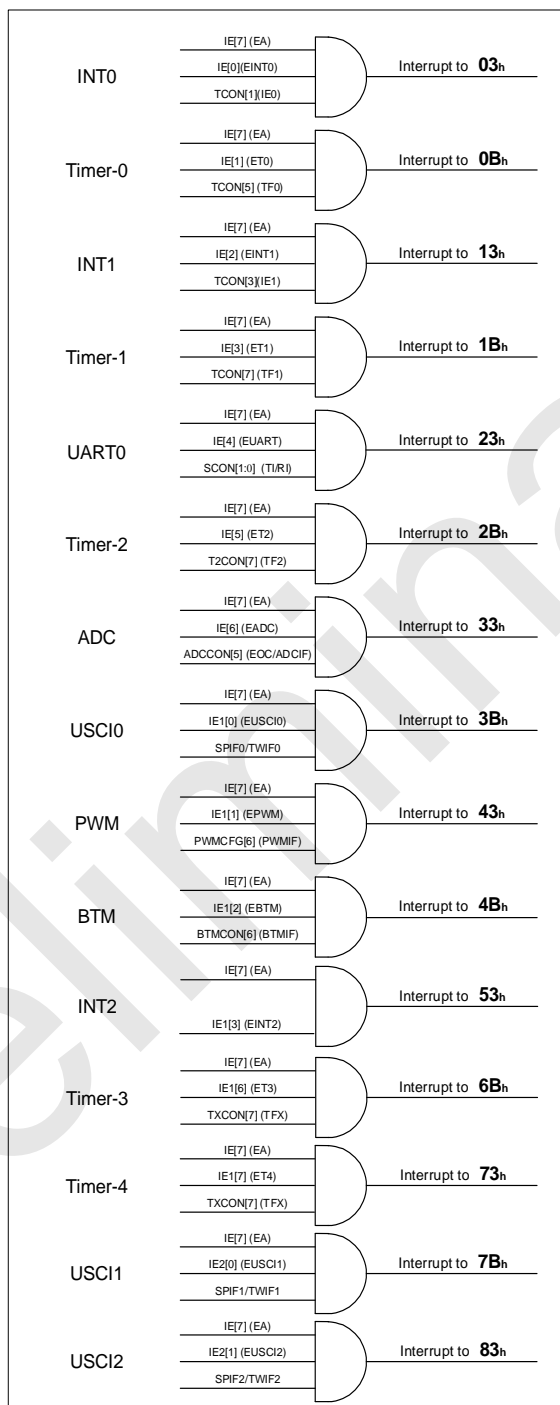 IE[7] (EA)
INT0 IE[0](EINT0) Interrupt to 03h
TCON[1](IE0)
IE[7] (EA)
Timer-0 IE[1] (ET0) Interrupt to 0Bh
TCON[5] (TF0)
IE[7] (EA)
INT1 IE[2] (EINT1) Interrupt to 13h
TCON[3](IE1)
IE[7] (EA)
Timer-1 IE[3] (ET1) Interrupt to 1Bh
TCON[7] (TF1)
IE[7] (EA)
UART0 IE[4] (EUART) Interrupt to 23h
SCON[1:0] (TI/RI)
IE[7] (EA)
Timer-2 IE[5] (ET2) Interrupt to 2Bh
T2CON[7] (TF2)
IE[7] (EA)
ADC IE[6] (EADC) Interrupt to 33h
ADCCON[5] (EOC/ADCIF)
IE[7] (EA)
USCI0 IE1[0] (EUSCI0) Interrupt to 3Bh
SPIF0/TWIF0
IE[7] (EA)
PWM IE1[1] (EPWM) Interrupt to 43h
PWMCFG[6] (PWMIF)
IE[7] (EA)
BTM IE1[2] (EBTM) Interrupt to 4Bh
BTMCON[6] (BTMIF)
IE[7] (EA)
INT2 Interrupt to 53h
IE1[3] (EINT2)
IE[7] (EA)
Timer-3 IE1[6] (ET3) Interrupt to 6Bh
TXCON[7] (TFX)
IE[7] (EA)
Timer-4 IE1[7] (ET4) Interrupt to 73h
TXCON[7] (TFX)
IE[7] (EA)
USCI1 IE2[0] (EUSCI1) Interrupt to 7Bh
SPIF1/TWIF1
IE[7] (EA)
USCI2 IE2[1] (EUSCI2) Interrupt to 83h
SPIF2/TWIF2
elimina